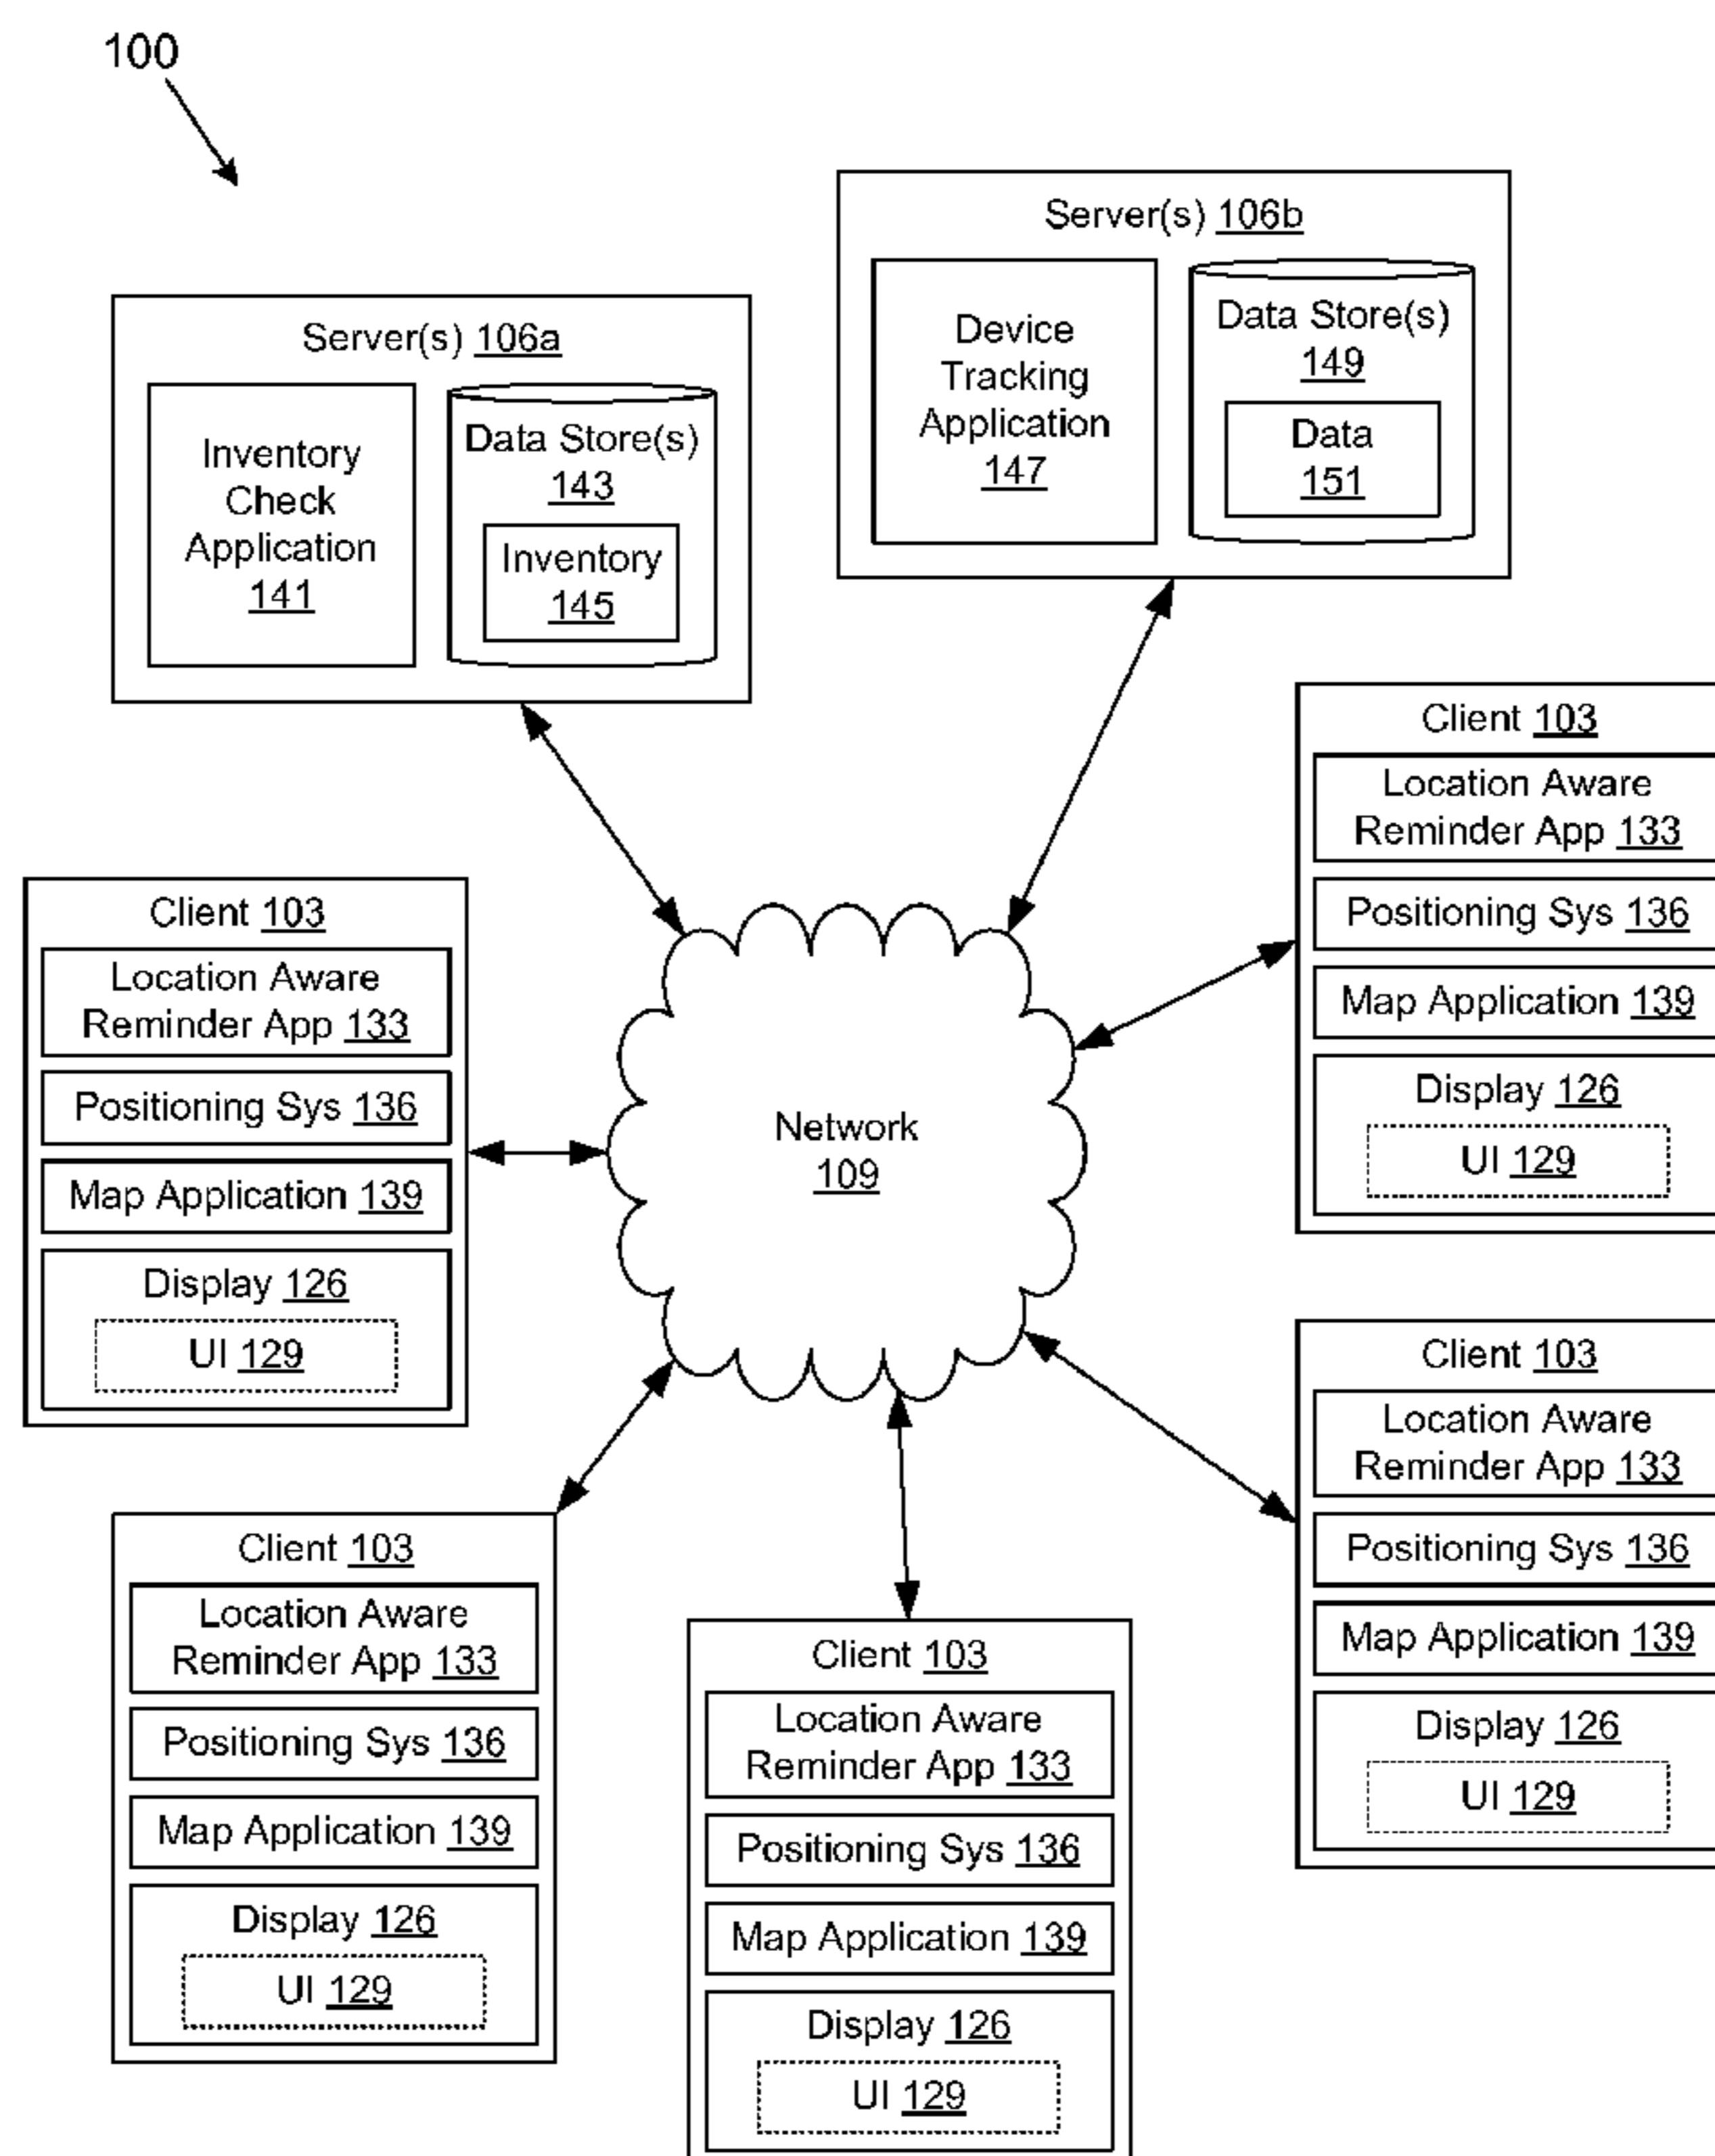 100
Server(s) 106a
Inventory
Check
Application
141
Data Store(s)
143
Inventory
145
Server(s) 106b
Device
Tracking
Application
147
Data Store(s)
149
Data
151
Client 103
Location Aware
Reminder App 133
Positioning Sys 136
Map Application 139
Display 126
UI 129
Network
109
Client 103
Location Aware
Reminder App 133
Positioning Sys 136
Map Application 139
Display 126
UI 129
Client 103
Location Aware
Reminder App 133
Positioning Sys 136
Map Application 139
Display 126
UI 129
Client 103
Location Aware
Reminder App 133
Positioning Sys 136
Map Application 139
Display 126
UI 129
Client 103
Location Aware
Reminder App 133
Positioning Sys 136
Map Application 139
Display 126
UI 129